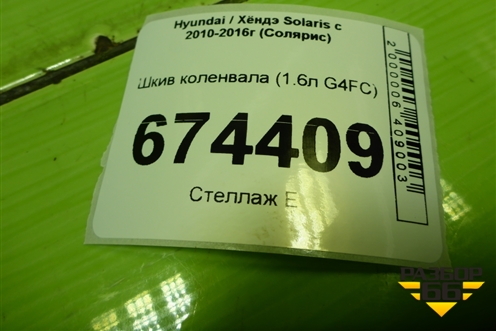 Hyundai / Хёндэ Solaris с
2010-2016г (Солярис)
Шкив коленвала (1.6л G4FC)
674409
Стеллаж Е
2000006409003
РАЗБОР
66